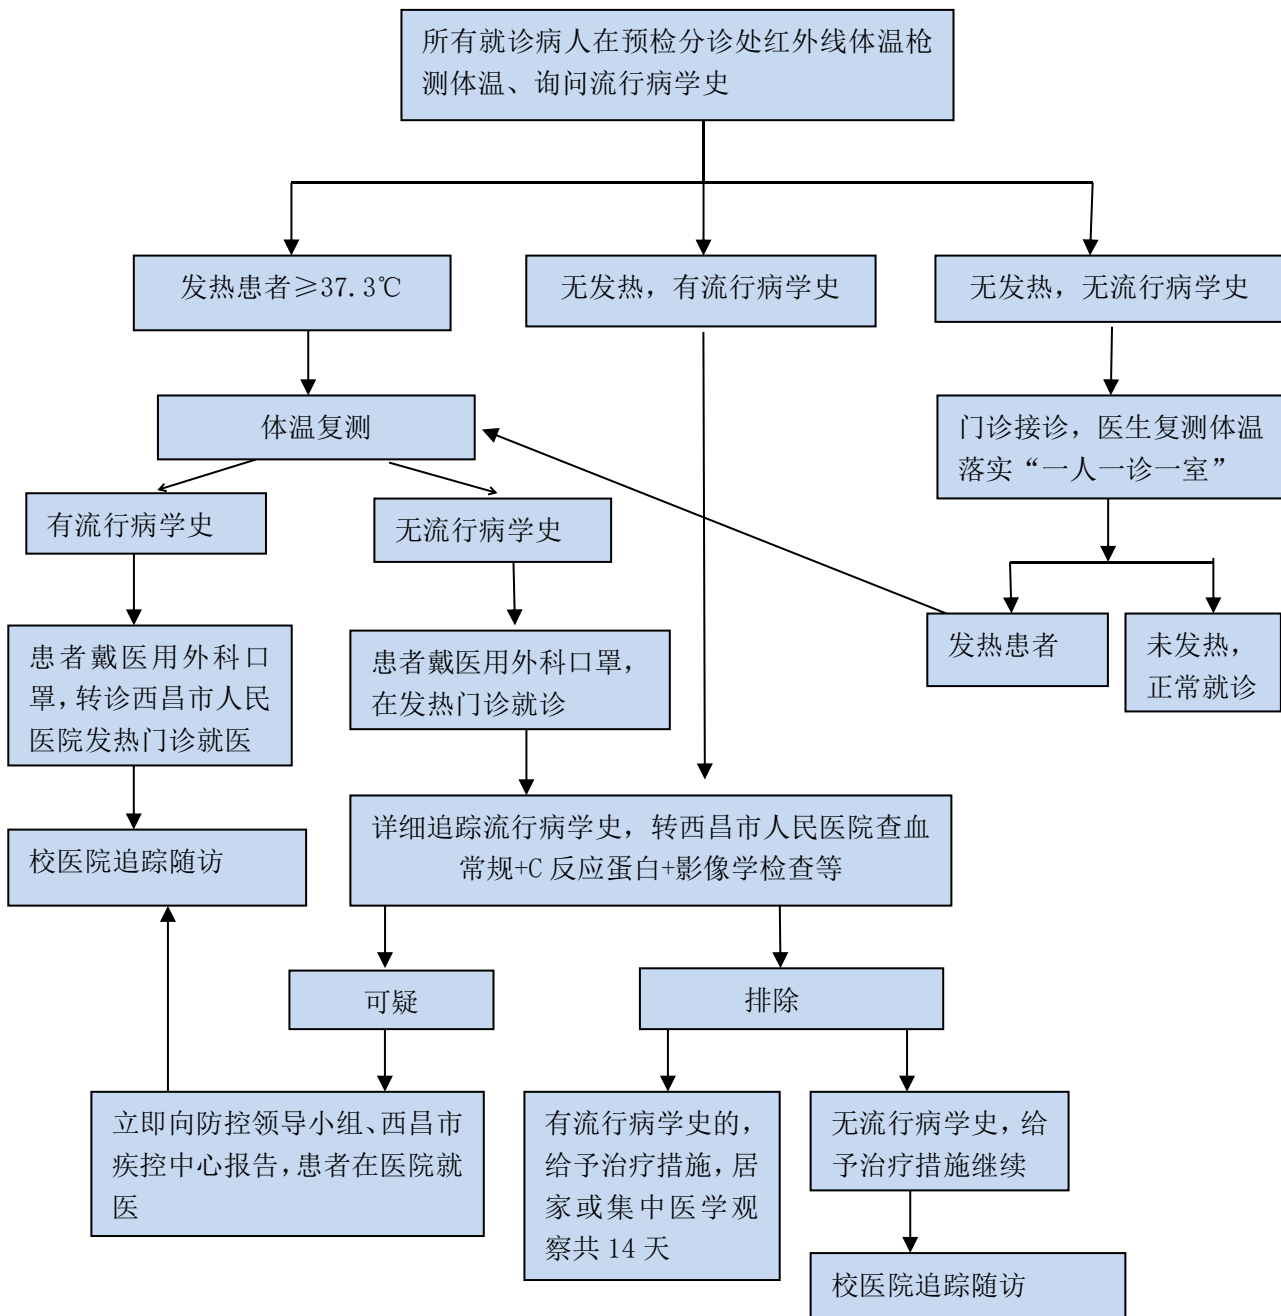 所有就诊病人在预检分诊处红外线体温枪
测体温、询问流行病学史
发热患者≥37.3℃
无发热，有流行病学史
无发热，无流行病学史
体温复测
门诊接诊，医生复测体温
落实“一人一诊一室”
有流行病学史
无流行病学史
发热患者
未发热，
正常就诊
患者戴医用外科口
罩，转诊西昌市人民
医院发热门诊就医
患者戴医用外科口罩，
在发热门诊就诊
校医院追踪随访
详细追踪流行病学史，转西昌市人民医院查血
常规+C 反应蛋白+影像学检查等
可疑
排除
立即向防控领导小组、西昌市
疾控中心报告，患者在医院就
医
有流行病学史的，
给予治疗措施，居
家或集中医学观
察共 14 天
无流行病学史，给
予治疗措施继续
校医院追踪随访